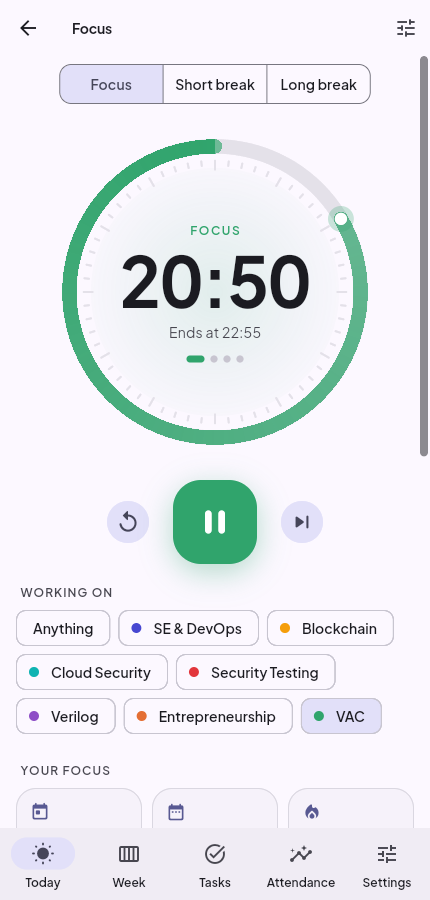 Focus
Focus Short break Long break
FOCUS
20:50
Ends at 22:55
WORKING ON
Anything SE & DevOps Blockchain
Cloud Security Security Testing
Verilog Entrepreneurship VAC
YOUR FOCUS
Today Week Tasks Attendance Settings